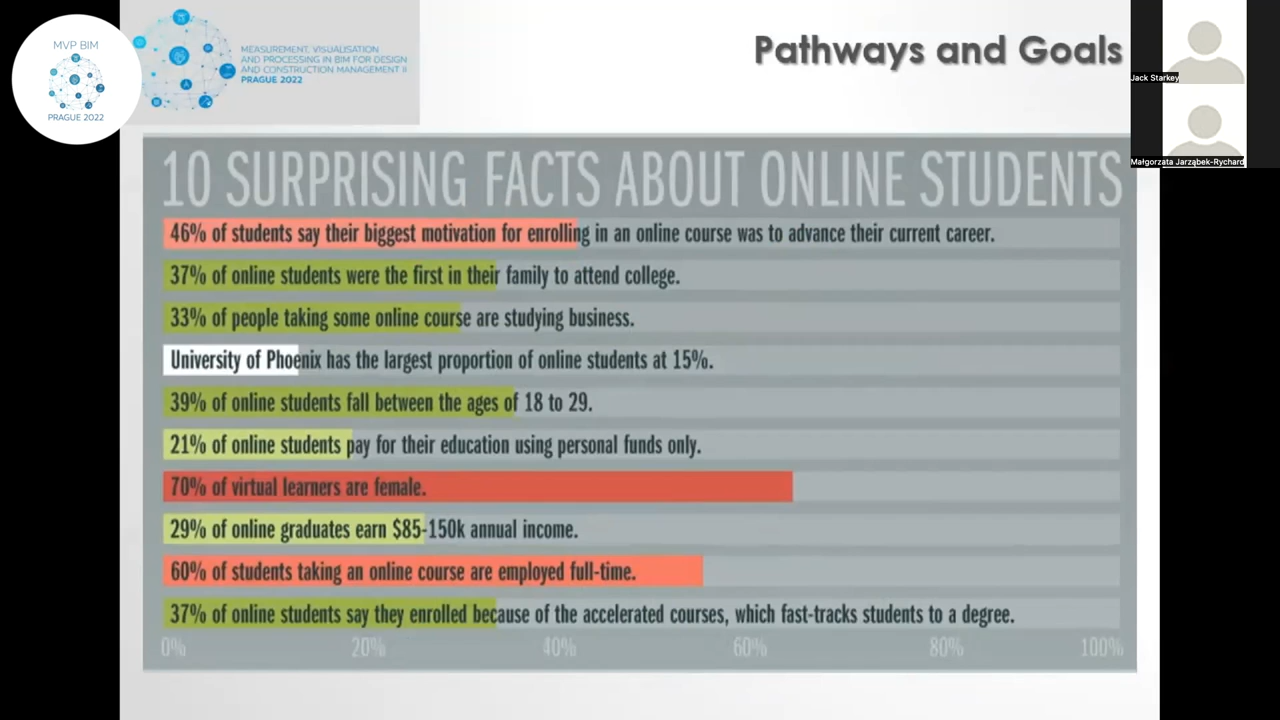 MVP BIM
PRAGUE 2022
MEASUREMENT, VISUALISATION
AND PROCESSING IN BIM FOR DESIGN
AND CONSTRUCTION MANAGEMENT II
PRAGUE 2022
Pathways and Goals
Jack Starkey
Małgorzata Jarząbek-Rychard
10 SURPRISING FACTS ABOUT ONLINE STUDENTS
46% of students say their biggest motivation for enrolling in an online course was to advance their current career.
37% of online students were the first in their family to attend college.
33% of people taking some online course are studying business.
University of Phoenix has the largest proportion of online students at 15%.
39% of online students fall between the ages of 18 to 29.
21% of online students pay for their education using personal funds only.
70% of virtual learners are female.
29% of online graduates earn $85-150k annual income.
60% of students taking an online course are employed full-time.
37% of online students say they enrolled because of the accelerated courses, which fast-tracks students to a degree.
0% 20% 40% 60% 80% 100%